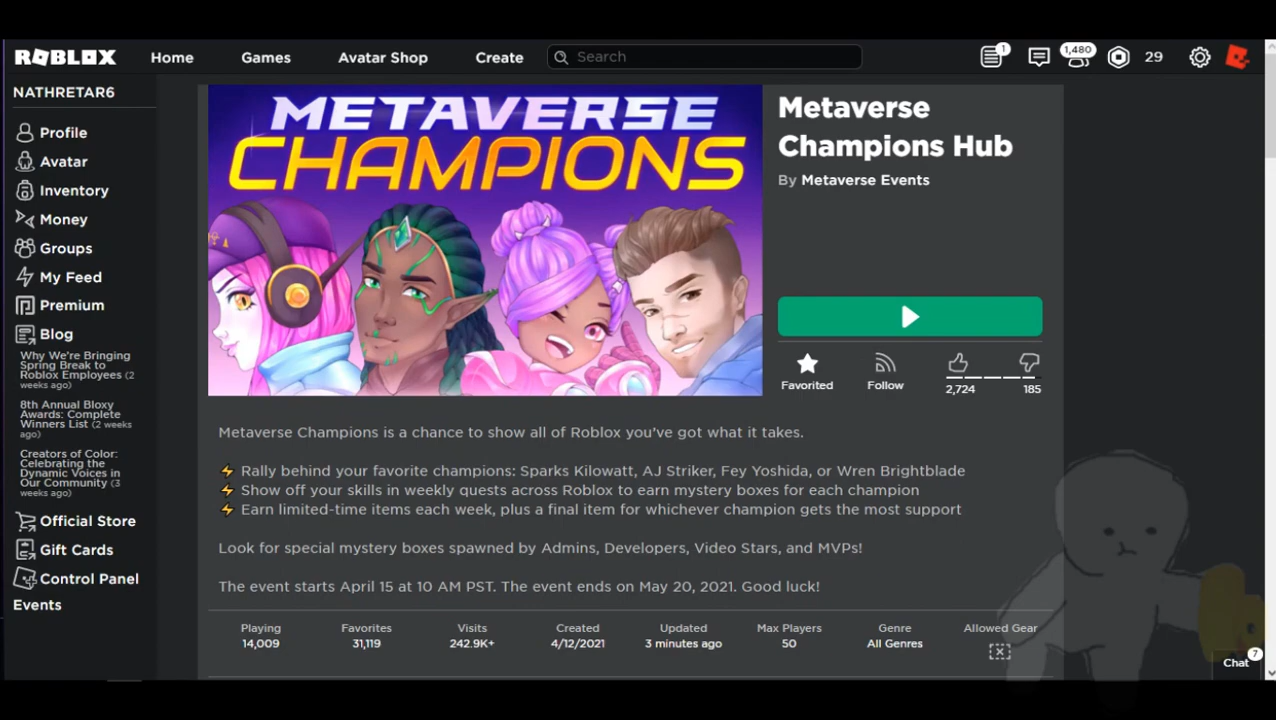 ROBLOX
Home
Games
Avatar Shop
Create
Search
1
1,480
29
NATHRETAR6
Profile
Avatar
Inventory
Money
Groups
My Feed
Premium
Blog
Why We're Bringing
Spring Break to
Roblox Employees (2
weeks ago)
8th Annual Bloxy
Awards: Complete
Winners List (2 weeks
ago)
Creators of Color:
Celebrating the
Dynamic Voices in
Our Community (3
weeks ago)
Official Store
Gift Cards
Control Panel
Events
METAVERSE
CHAMPIONS
Metaverse
Champions Hub
By Metaverse Events
Favorited
Follow
2,724
185
Metaverse Champions is a chance to show all of Roblox you've got what it takes.
⚡ Rally behind your favorite champions: Sparks Kilowatt, AJ Striker, Fey Yoshida, or Wren Brightblade
⚡ Show off your skills in weekly quests across Roblox to earn mystery boxes for each champion
⚡ Earn limited-time items each week, plus a final item for whichever champion gets the most support
Look for special mystery boxes spawned by Admins, Developers, Video Stars, and MVPs!
The event starts April 15 at 10 AM PST. The event ends on May 20, 2021. Good luck!
Playing
14,009
Favorites
31,119
Visits
242.9K+
Created
4/12/2021
Updated
3 minutes ago
Max Players
50
Genre
All Genres
Allowed Gear
Chat
7